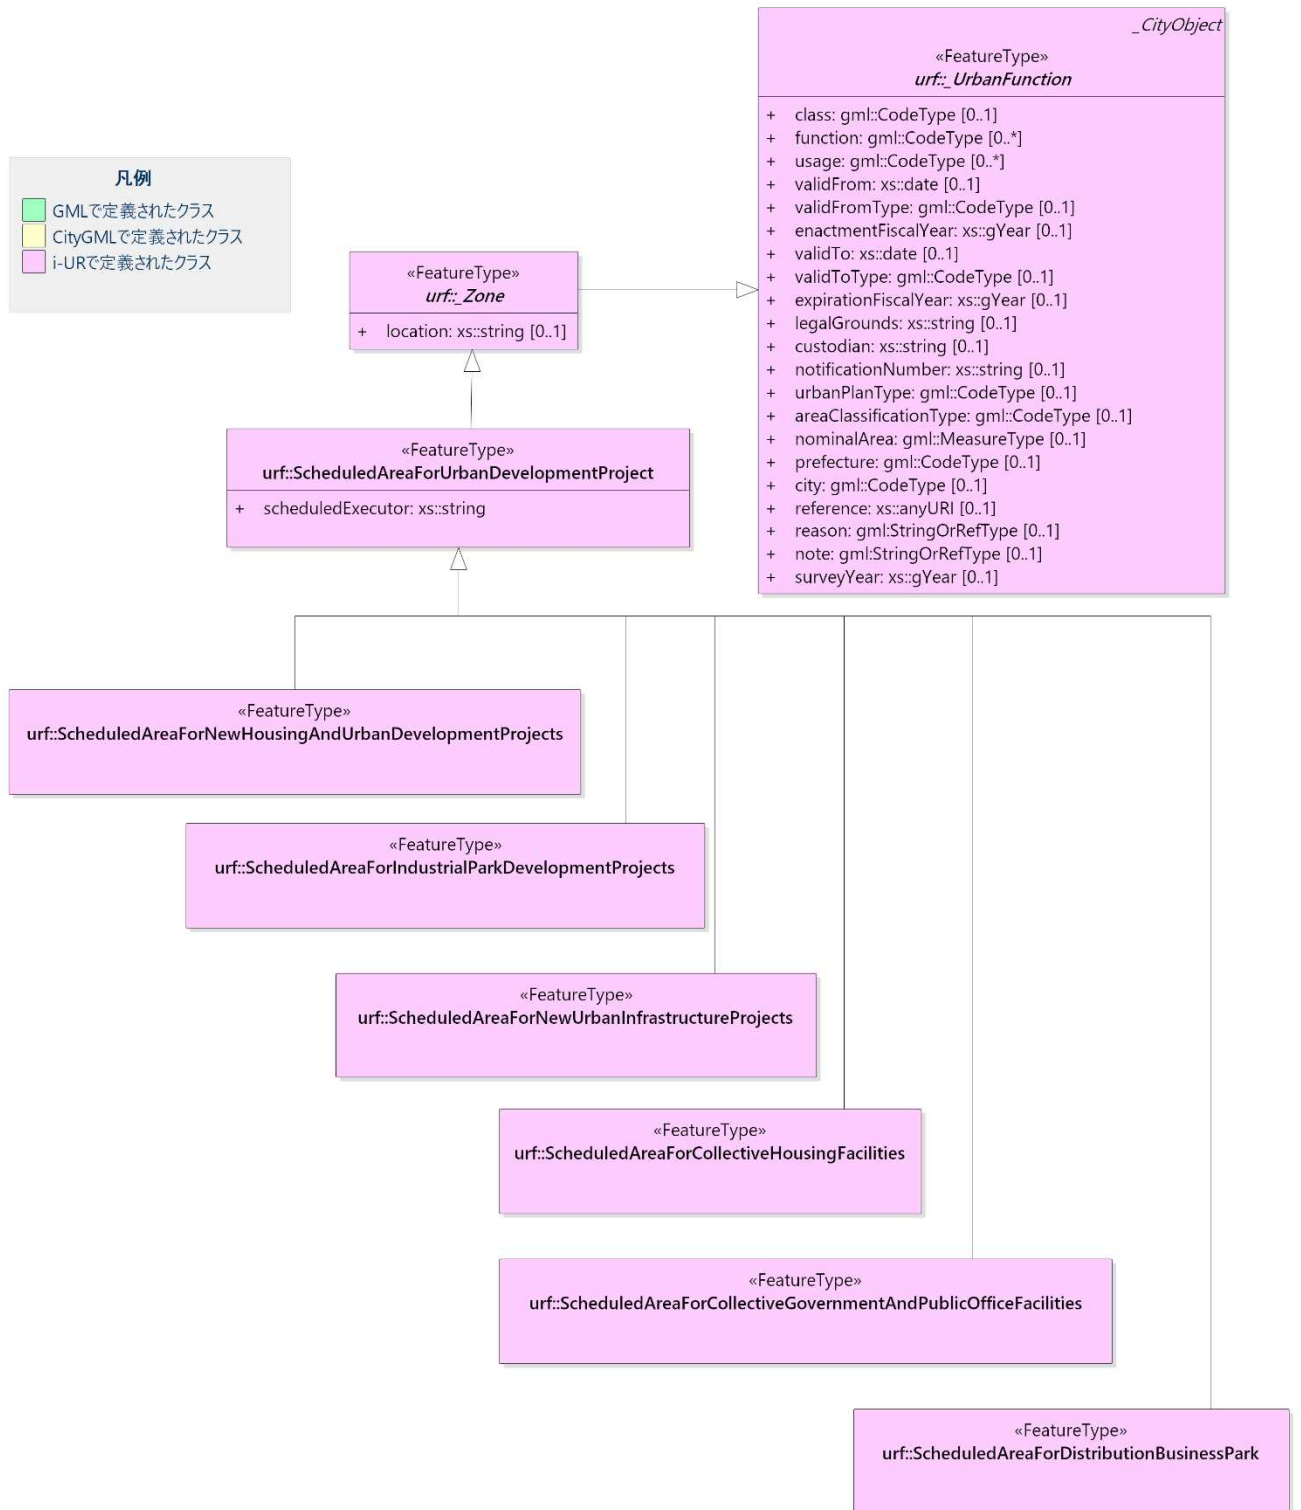 _CityObject
«FeatureType»
urf::_UrbanFunction
+ class: gml::CodeType [0..1]
+ function: gml::CodeType [0..*]
+ usage: gml::CodeType [0..*]
+ validFrom: xs::date [0..1]
+ validFromType: gml::CodeType [0..1]
+ enactmentFiscalYear: xs::gYear [0..1]
+ validTo: xs::date [0..1]
+ validToType: gml::CodeType [0..1]
+ expirationFiscalYear: xs::gYear [0..1]
+ legalGrounds: xs::string [0..1]
+ custodian: xs::string [0..1]
+ notificationNumber: xs::string [0..1]
+ urbanPlanType: gml::CodeType [0..1]
+ areaClassificationType: gml::CodeType [0..1]
+ nominalArea: gml::MeasureType [0..1]
+ prefecture: gml::CodeType [0..1]
+ city: gml::CodeType [0..1]
+ reference: xs::anyURI [0..1]
+ reason: gml:StringOrRefType [0..1]
+ note: gml:StringOrRefType [0..1]
+ surveyYear: xs::gYear [0..1]
凡例
GMLで定義されたクラス
CityGMLで定義されたクラス
i-URで定義されたクラス
«FeatureType»
urf::_Zone
+ location: xs::string [0..1]
«FeatureType»
urf::ScheduledAreaForUrbanDevelopmentProject
+ scheduledExecutor: xs::string
«FeatureType»
urf::ScheduledAreaForNewHousingAndUrbanDevelopmentProjects
«FeatureType»
urf::ScheduledAreaForIndustrialParkDevelopmentProjects
«FeatureType»
urf::ScheduledAreaForNewUrbanInfrastructureProjects
«FeatureType»
urf::ScheduledAreaForCollectiveHousingFacilities
«FeatureType»
urf::ScheduledAreaForCollectiveGovernmentAndPublicOfficeFacilities
«FeatureType»
urf::ScheduledAreaForDistributionBusinessPark